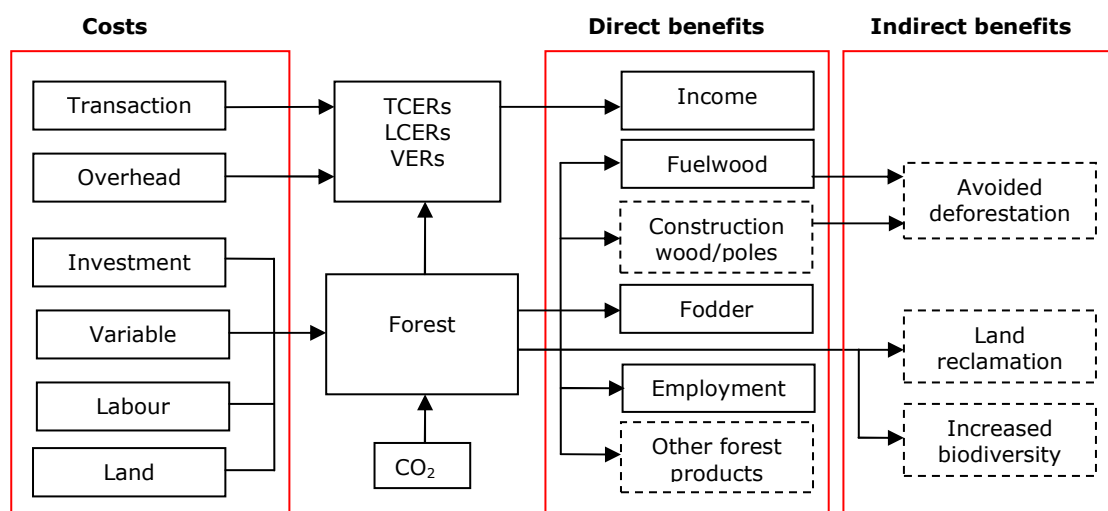 Costs
Direct benefits
Indirect benefits
Transaction
Overhead
Investment
Variable
Labour
Land
TCERs
LCERs
VERs
Forest
CO₂
Income
Fuelwood
Construction
wood/poles
Fodder
Employment
Other forest
products
Avoided
deforestation
Land
reclamation
Increased
biodiversity